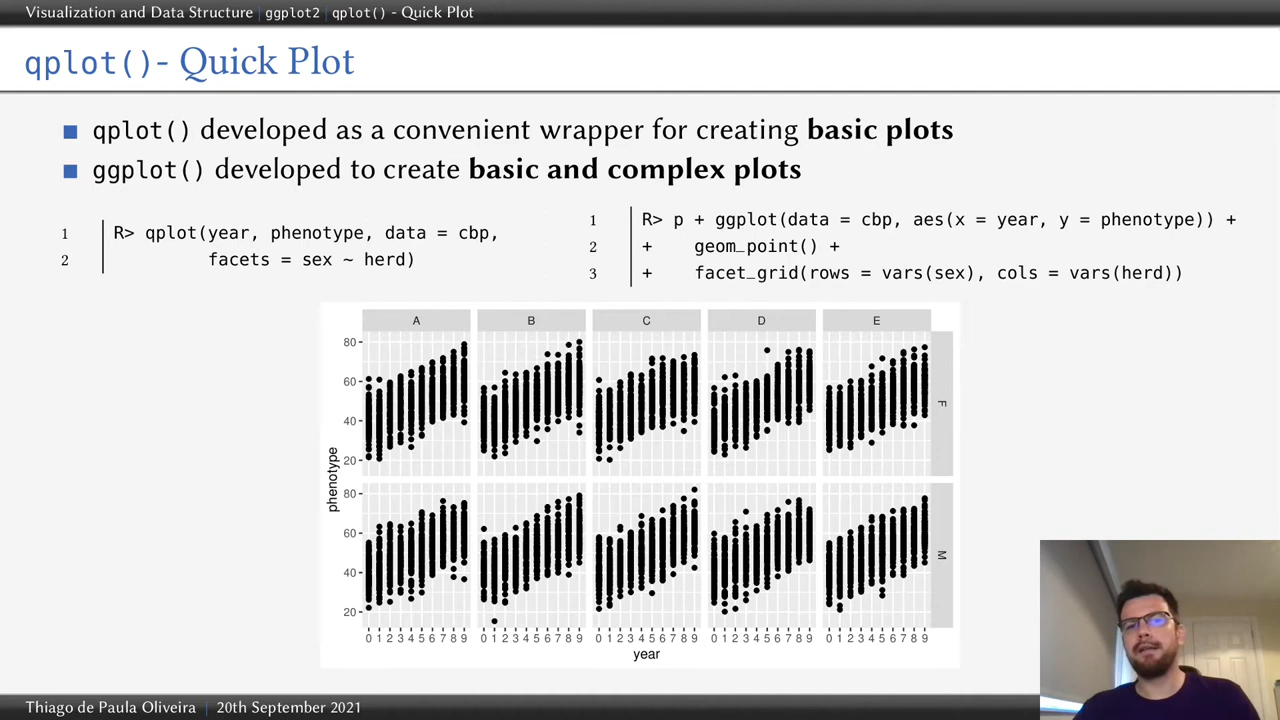 Visualization and Data Structure | ggplot2 | qplot() - Quick Plot
qplot()- Quick Plot
qplot() developed as a convenient wrapper for creating basic plots
ggplot() developed to create basic and complex plots
1 R> qplot(year, phenotype, data = cbp,
2 facets = sex ~ herd)
1 R> p + ggplot(data = cbp, aes(x = year, y = phenotype)) +
2 + geom_point() +
3 + facet_grid(rows = vars(sex), cols = vars(herd))
A B C D E
80
60
40
20
F
phenotype
80
60
40
20
M
0 1 2 3 4 5 6 7 8 9 0 1 2 3 4 5 6 7 8 9 0 1 2 3 4 5 6 7 8 9 0 1 2 3 4 5 6 7 8 9 0 1 2 3 4 5 6 7 8 9
year
Thiago de Paula Oliveira | 20th September 2021